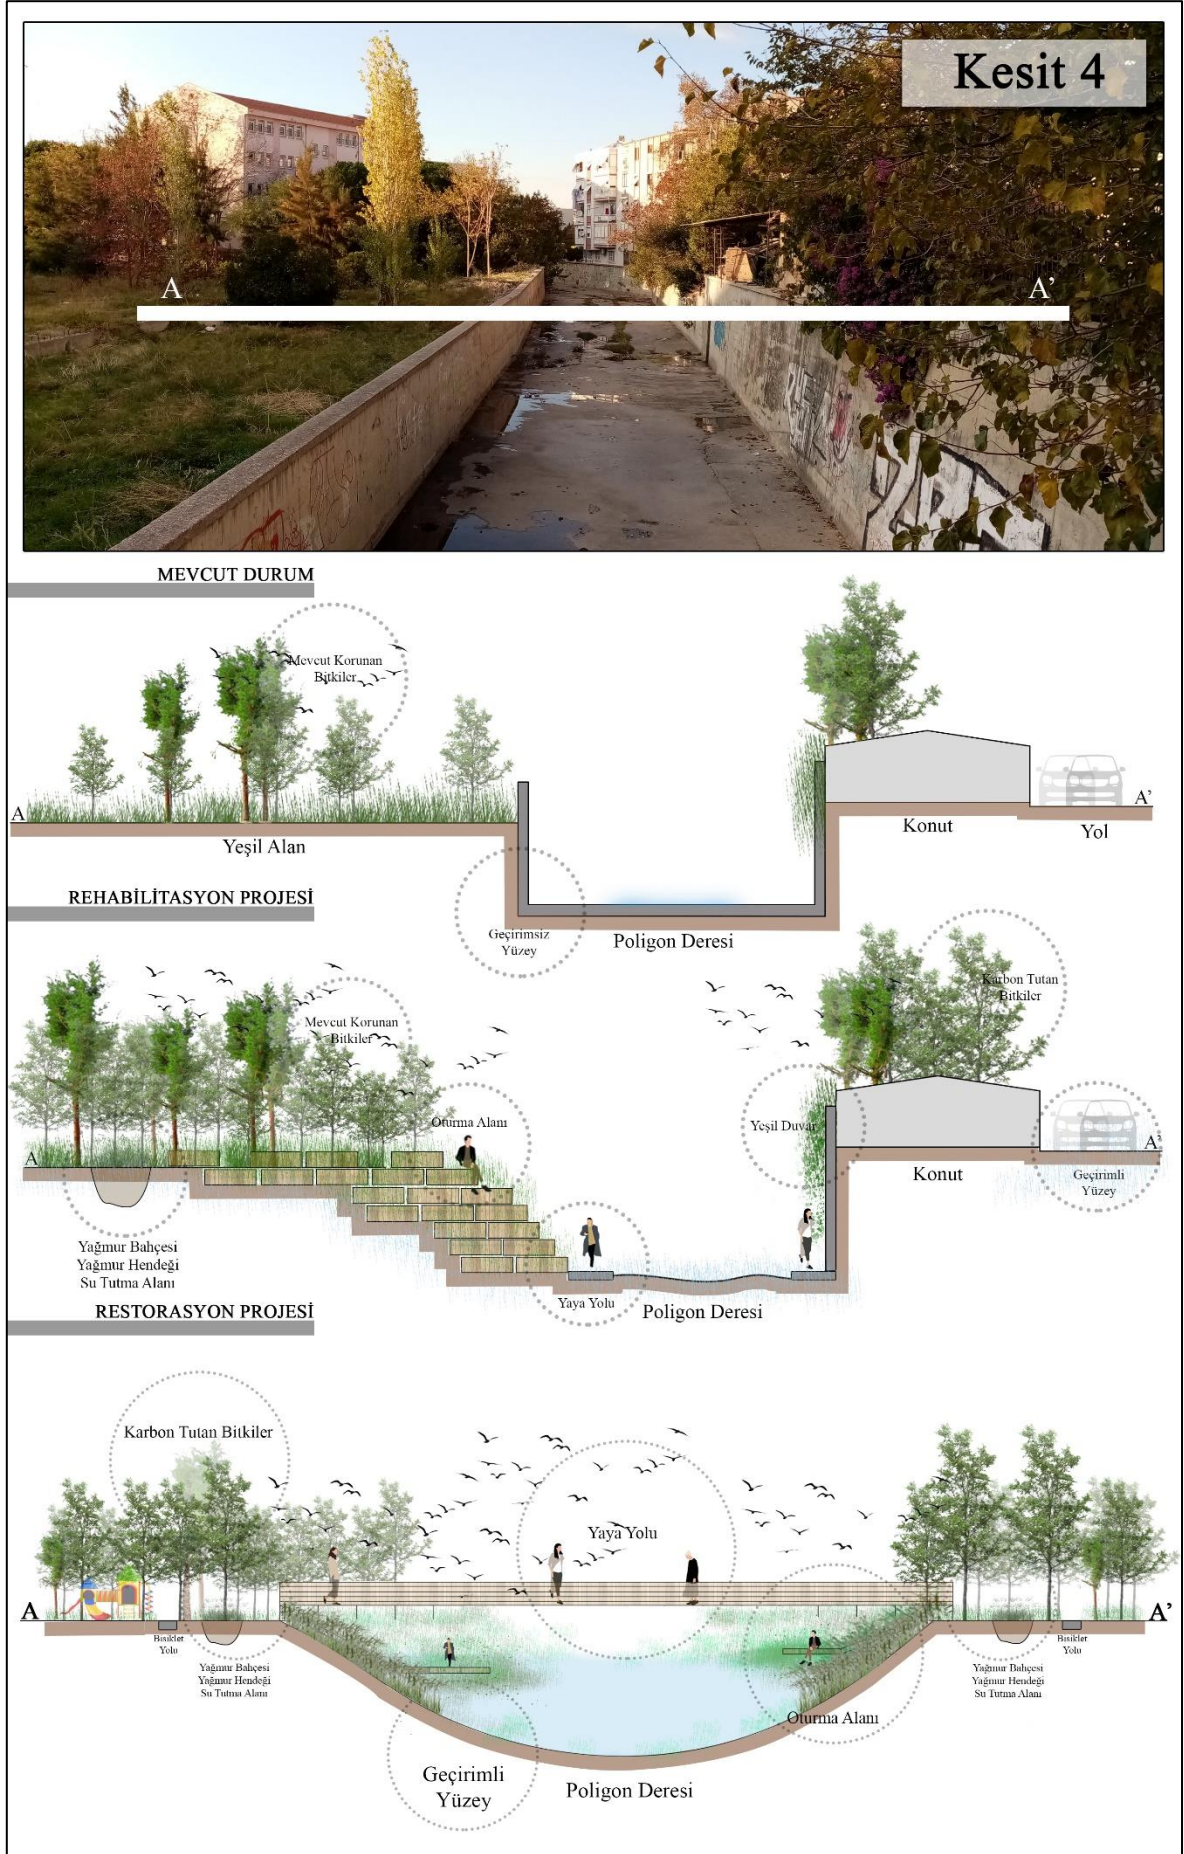 Kesit 4
A
A'
MEVCUT DURUM
Mevcut Korunan
Bitkiler
A
A'
Yeşil Alan
Konut
Yol
Geçirimsiz
Yüzey
Poligon Deresi
REHABİLİTASYON PROJESİ
Karbon Tutan
Bitkiler
Mevcut Korunan
Bitkiler
Oturma Alanı
Yeşil Duvar
A
A'
Konut
Geçirimli
Yüzey
Yağmur Bahçesi
Yağmur Hendeği
Su Tutma Alanı
Yaya Yolu
Poligon Deresi
RESTORASYON PROJESİ
Karbon Tutan Bitkiler
Yaya Yolu
A
A'
Bisiklet
Yolu
Yağmur Bahçesi
Yağmur Hendeği
Su Tutma Alanı
Yağmur Bahçesi
Yağmur Hendeği
Su Tutma Alanı
Bisiklet
Yolu
Oturma Alanı
Geçirimli
Yüzey
Poligon Deresi